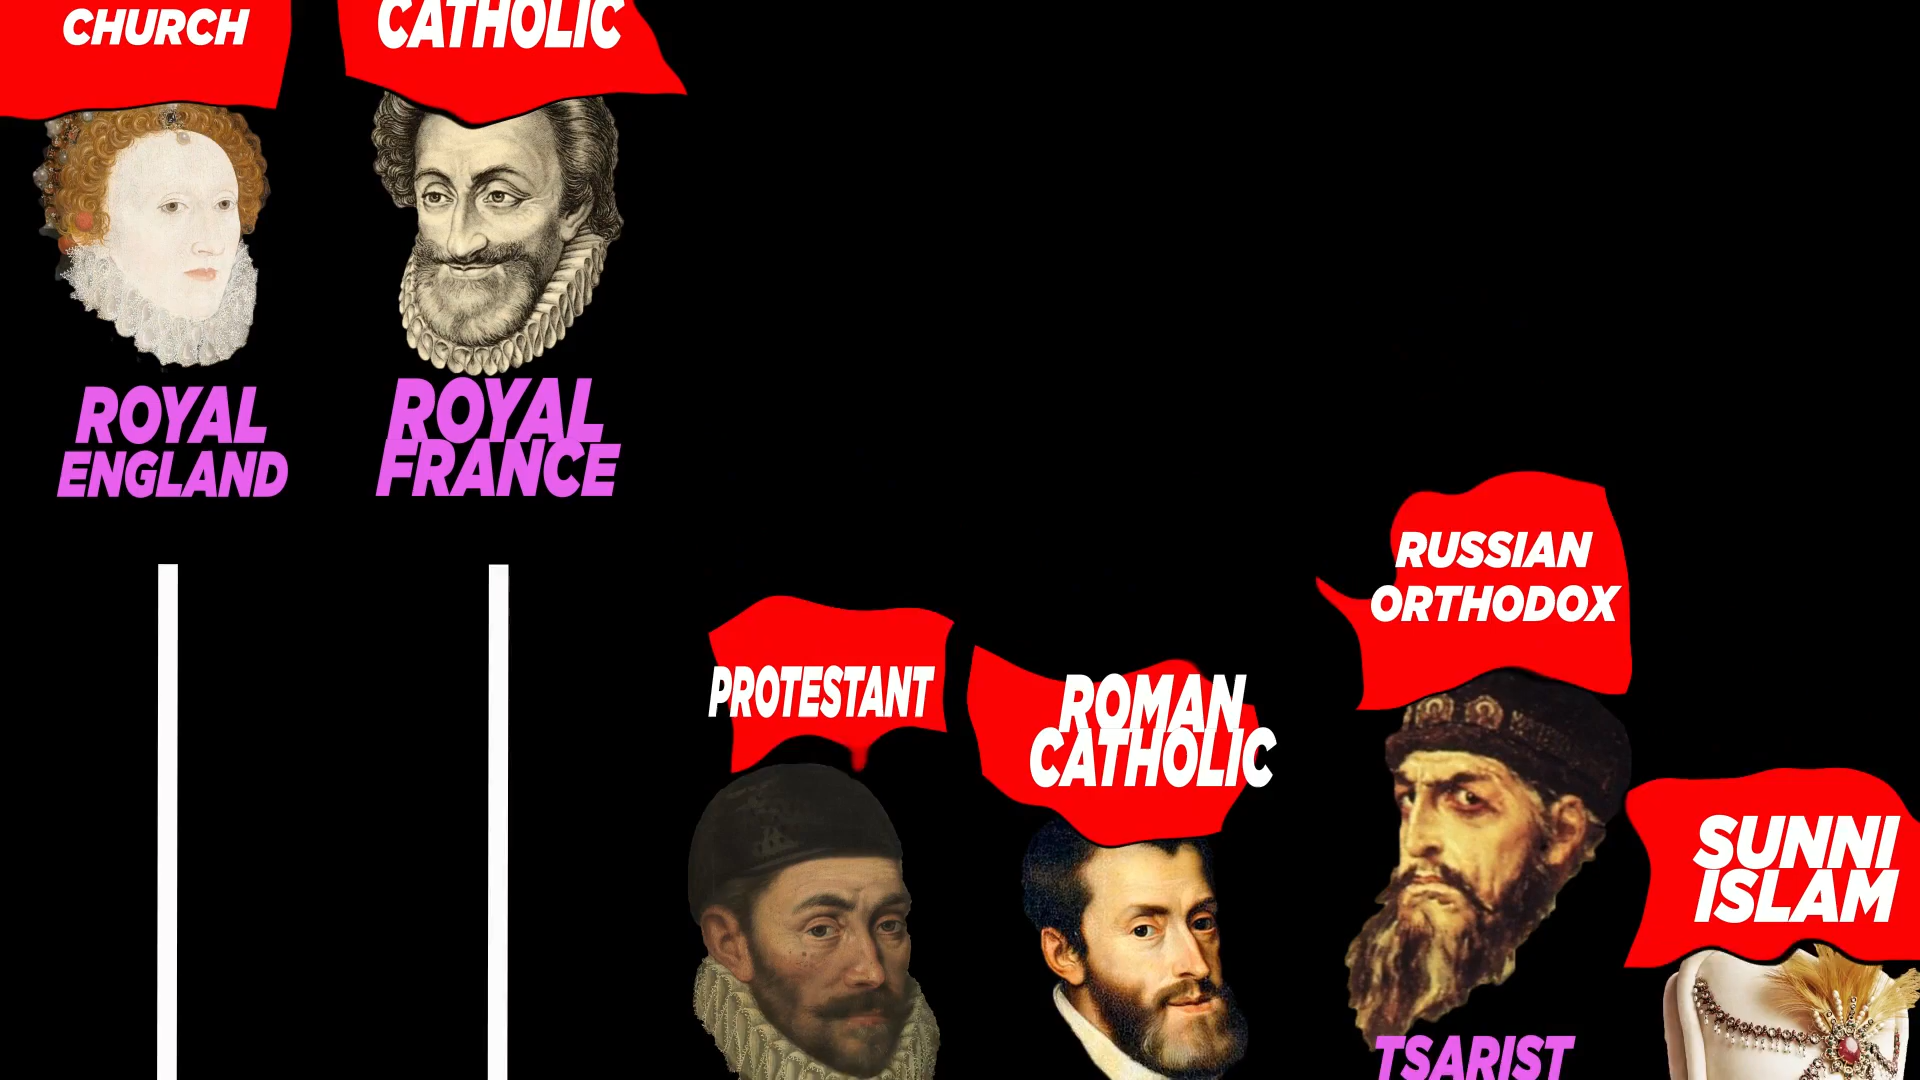 CHURCH
CATHOLIC
ROYAL
ENGLAND
ROYAL
FRANCE
PROTESTANT
ROMAN
CATHOLIC
RUSSIAN
ORTHODOX
TSARIST
SUNNI
ISLAM